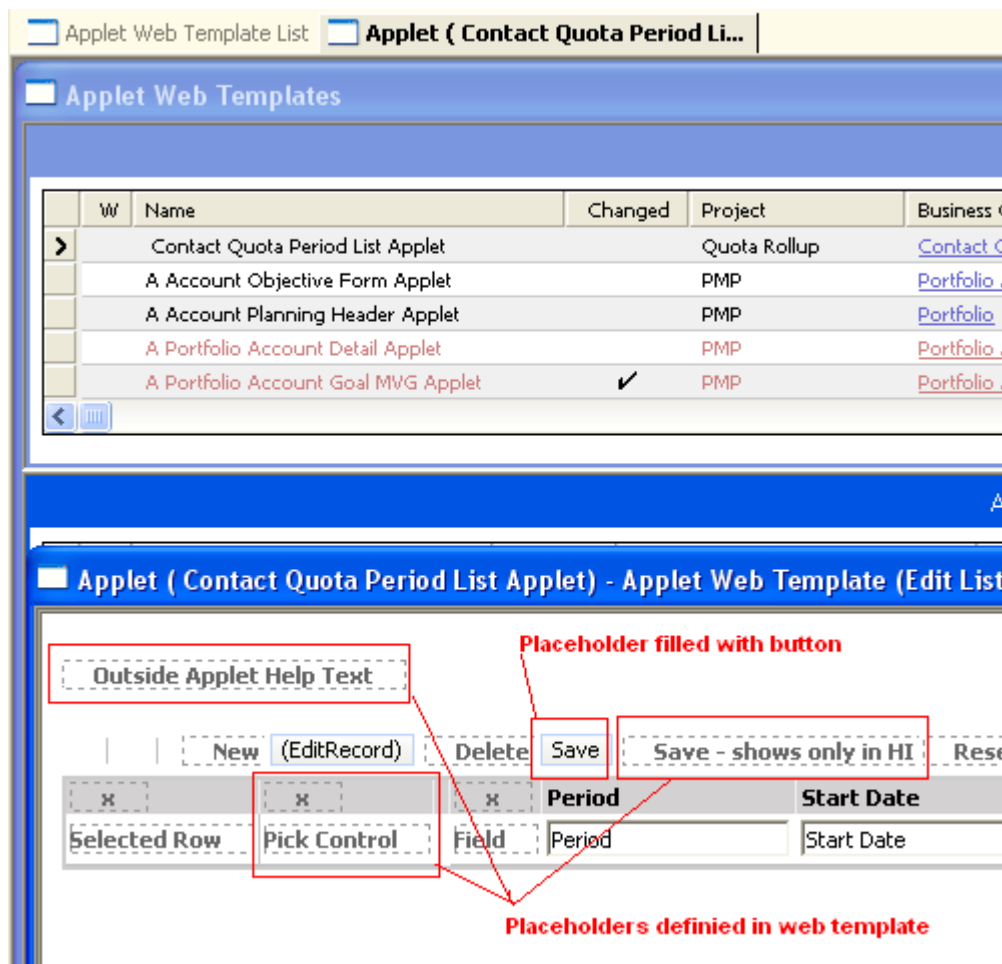 Applet Web Template List Applet ( Contact Quota Period Li...
Applet Web Templates
W Name Changed Project Business
Contact Quota Period List Applet Quota Rollup Contact
A Account Objective Form Applet PMP Portfolio
A Account Planning Header Applet PMP Portfolio
A Portfolio Account Detail Applet PMP Portfolio
A Portfolio Account Goal MVG Applet ✓ PMP Portfolio
Applet ( Contact Quota Period List Applet) - Applet Web Template (Edit List
Placeholder filled with button
Outside Applet Help Text
New (EditRecord) Delete Save Save - shows only in HI Rese
x x x Period Start Date
Selected Row Pick Control Field Period Start Date
Placeholders definied in web template